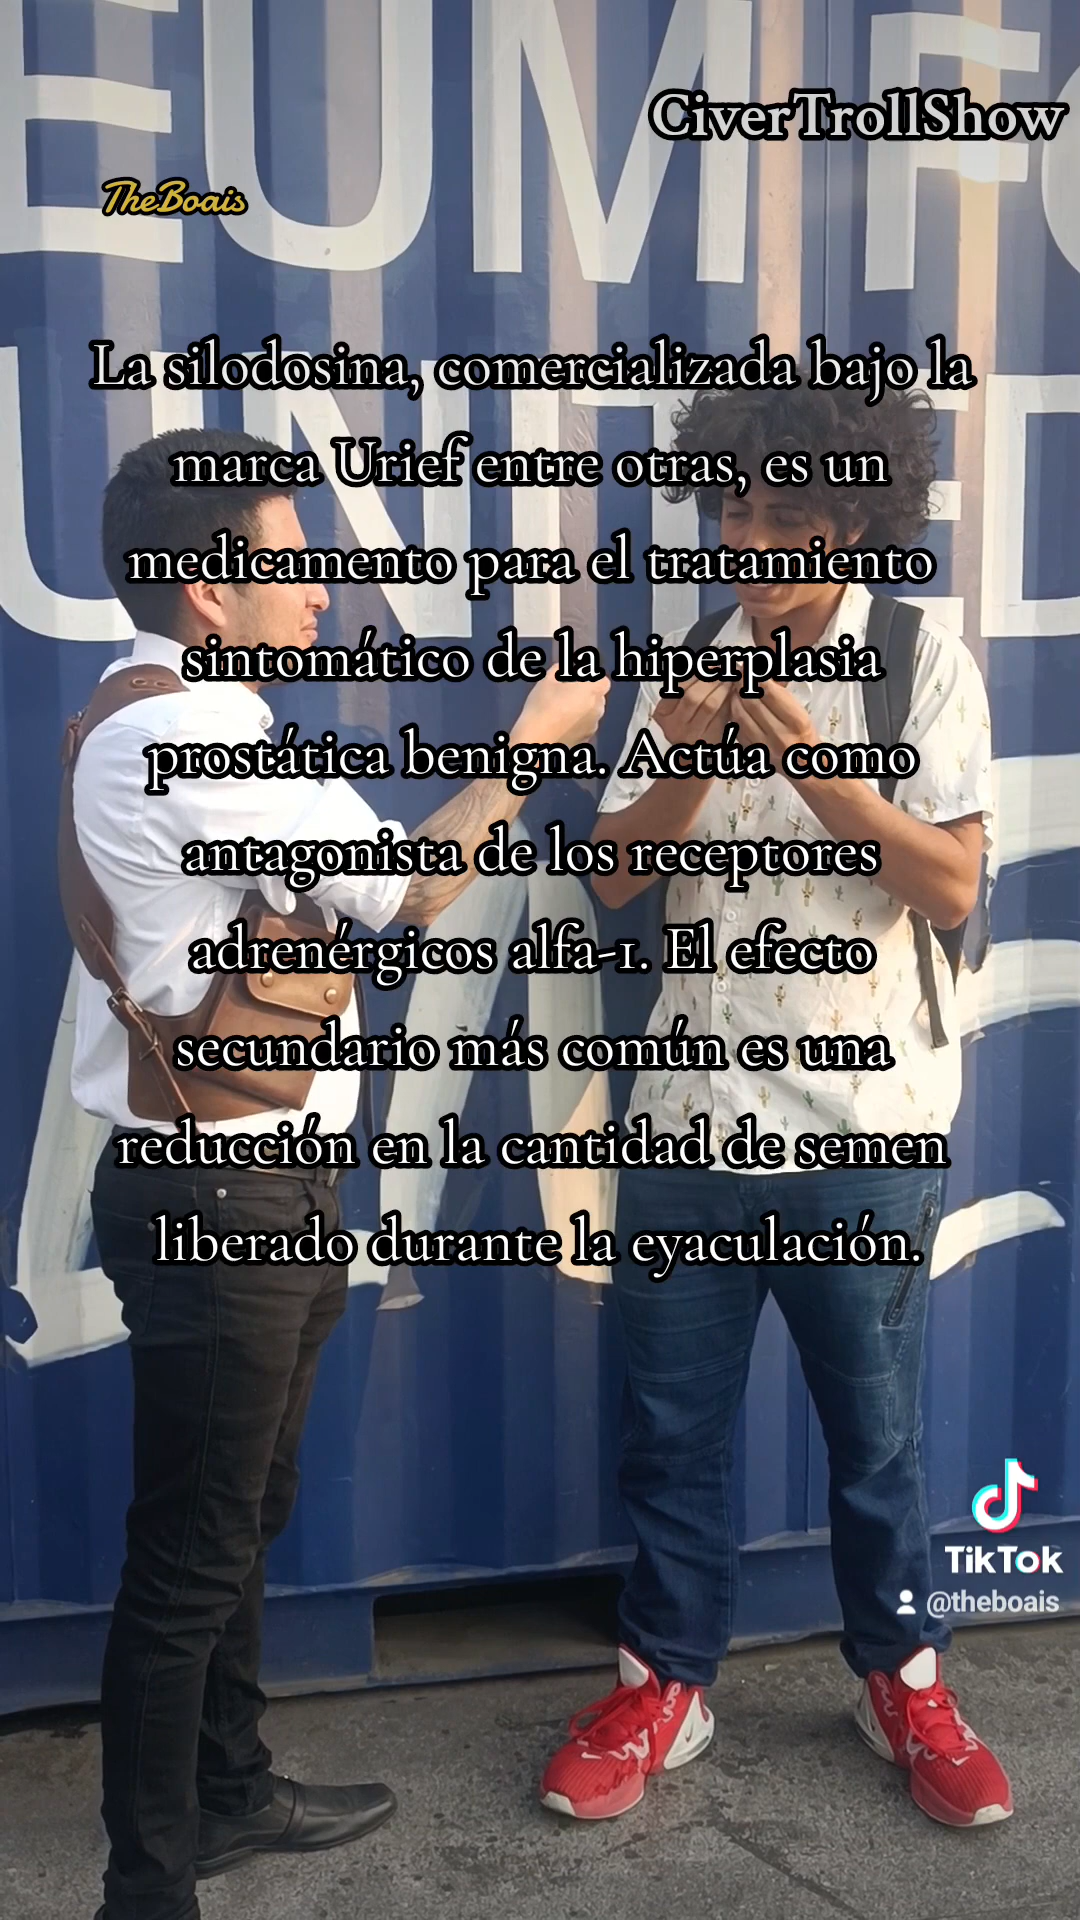 EUM F
CiverTrollShow
TheBoais
UNITED
La silodosina, comercializada bajo la
marca Urief entre otras, es un
medicamento para el tratamiento
sintomático de la hiperplasia
prostática benigna. Actúa como
antagonista de los receptores
adrenérgicos alfa-1. El efecto
secundario más común es una
reducción en la cantidad de semen
liberado durante la eyaculación.
TikTok
@theboais